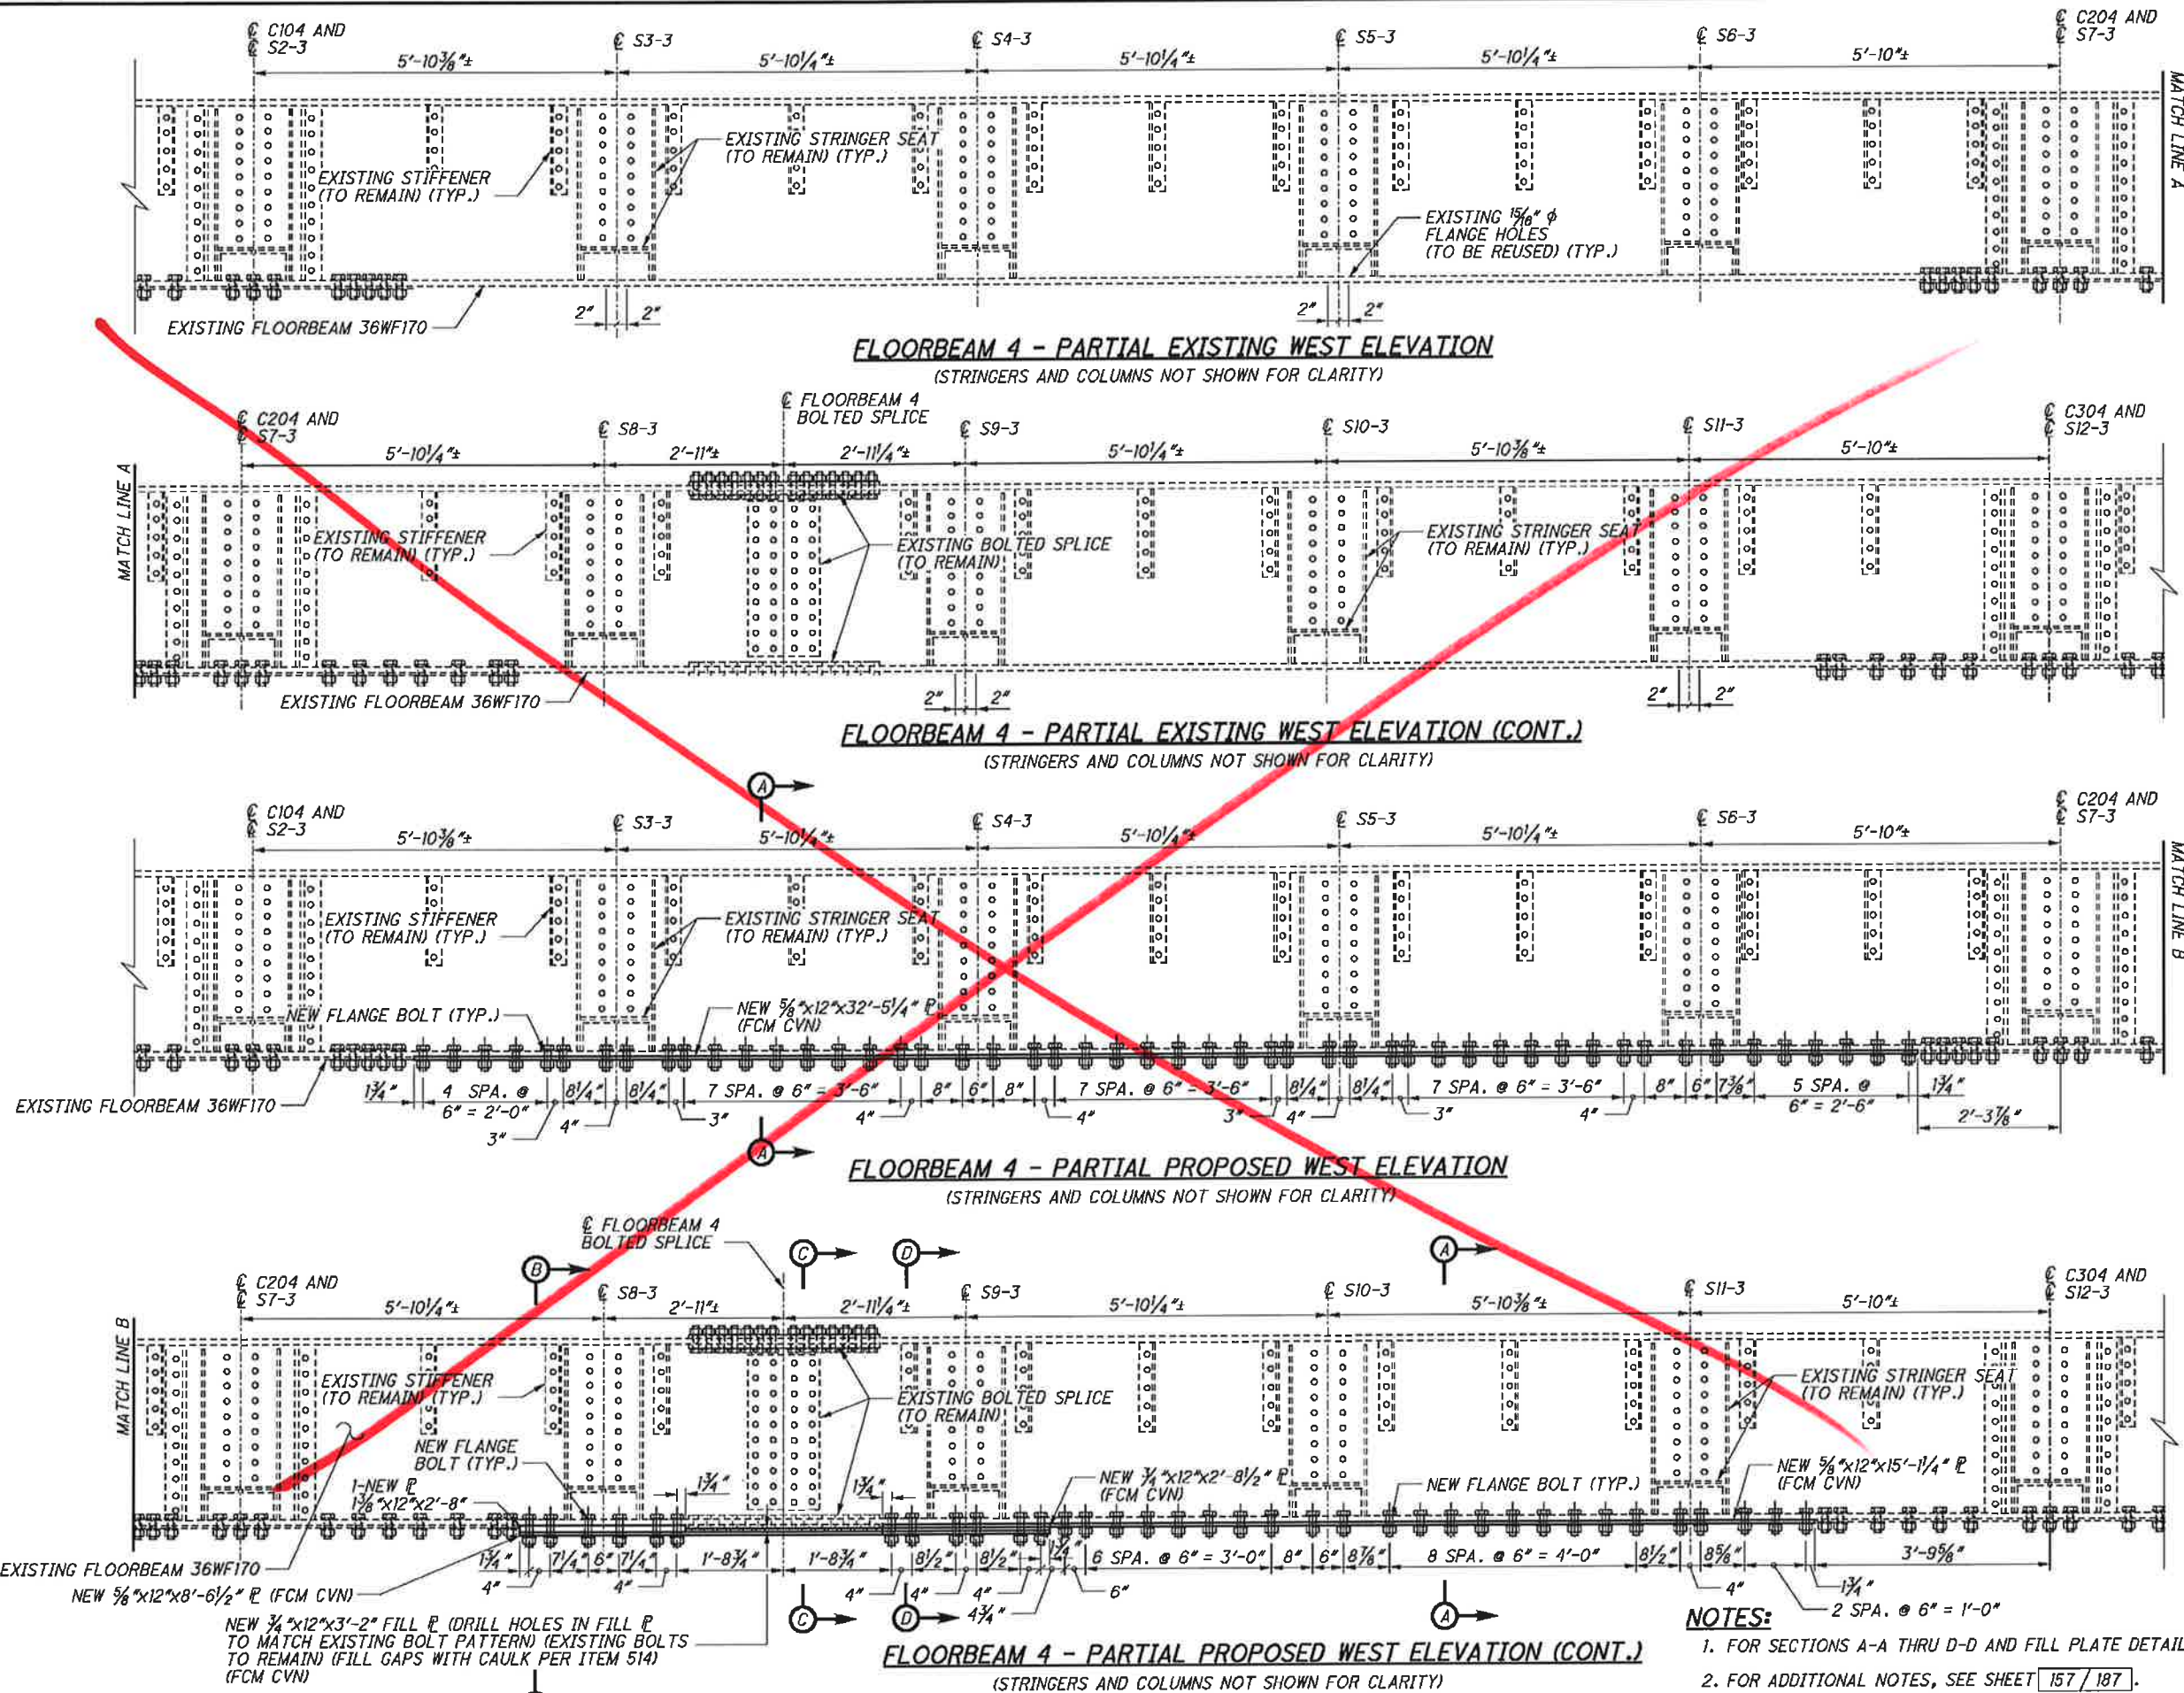 ℄ C104 AND
℄ S2-3
℄ S3-3
℄ S4-3
℄ S5-3
℄ S6-3
℄ C204 AND
℄ S7-3
5'-10⅜"±
5'-10¼"±
5'-10¼"±
5'-10¼"±
5'-10"±
MATCH LINE A
EXISTING STIFFENER
(TO REMAIN) (TYP.)
EXISTING STRINGER SEAT
(TO REMAIN) (TYP.)
EXISTING 15/16" ϕ
FLANGE HOLES
(TO BE REUSED) (TYP.)
EXISTING FLOORBEAM 36WF170
2" 2"
2" 2"
FLOORBEAM 4 - PARTIAL EXISTING WEST ELEVATION
(STRINGERS AND COLUMNS NOT SHOWN FOR CLARITY)
℄ C204 AND
℄ S7-3
℄ S8-3
℄ FLOORBEAM 4
BOLTED SPLICE
℄ S9-3
℄ S10-3
℄ S11-3
℄ C304 AND
℄ S12-3
5'-10¼"±
2'-11"±
2'-11¼"±
5'-10¼"±
5'-10⅜"±
5'-10"±
MATCH LINE A
EXISTING STIFFENER
(TO REMAIN) (TYP.)
EXISTING BOLTED SPLICE
(TO REMAIN)
EXISTING STRINGER SEAT
(TO REMAIN) (TYP.)
EXISTING FLOORBEAM 36WF170
2" 2"
2" 2"
FLOORBEAM 4 - PARTIAL EXISTING WEST ELEVATION (CONT.)
(STRINGERS AND COLUMNS NOT SHOWN FOR CLARITY)
A
℄ C104 AND
℄ S2-3
℄ S3-3
℄ S4-3
℄ S5-3
℄ S6-3
℄ C204 AND
℄ S7-3
5'-10⅜"±
5'-10¼"±
5'-10¼"±
5'-10¼"±
5'-10"±
MATCH LINE B
EXISTING STIFFENER
(TO REMAIN) (TYP.)
EXISTING STRINGER SEAT
(TO REMAIN) (TYP.)
NEW FLANGE BOLT (TYP.)
NEW ⅝"x12"x32'-5¼" ℙ
(FCM CVN)
EXISTING FLOORBEAM 36WF170
1¾"
4 SPA. @
6" = 2'-0"
3"
8¼"
4"
8¼"
3"
7 SPA. @ 6" = 3'-6"
4"
8"
6"
8"
4"
7 SPA. @ 6" = 3'-6"
3"
8¼"
4"
8¼"
3"
7 SPA. @ 6" = 3'-6"
4"
8"
6"
7⅜"
5 SPA. @
6" = 2'-6"
1¾"
2'-3⅞"
A
FLOORBEAM 4 - PARTIAL PROPOSED WEST ELEVATION
(STRINGERS AND COLUMNS NOT SHOWN FOR CLARITY)
℄ FLOORBEAM 4
BOLTED SPLICE
B
C
D
A
℄ C204 AND
℄ S7-3
℄ S8-3
℄ S9-3
℄ S10-3
℄ S11-3
℄ C304 AND
℄ S12-3
5'-10¼"±
2'-11"±
2'-11¼"±
5'-10¼"±
5'-10⅜"±
5'-10"±
MATCH LINE B
EXISTING STIFFENER
(TO REMAIN) (TYP.)
EXISTING BOLTED SPLICE
(TO REMAIN)
EXISTING STRINGER SEAT
(TO REMAIN) (TYP.)
NEW FLANGE
BOLT (TYP.)
1-NEW ℙ
1⅜"x12"x2'-8"
1¾"
1¾"
NEW ¾"x12"x2'-8½" ℙ
(FCM CVN)
NEW FLANGE BOLT (TYP.)
NEW ⅝"x12"x15'-1¼" ℙ
(FCM CVN)
EXISTING FLOORBEAM 36WF170
NEW ⅝"x12"x8'-6½" ℙ (FCM CVN)
1¾"
4"
7¼"
6"
7¼"
4"
1'-8¾"
1'-8¾"
4"
8½"
4"
8½"
4"
4¾"
1¾"
6"
6 SPA. @ 6" = 3'-0"
8"
6"
8⅞"
8 SPA. @ 6" = 4'-0"
8½"
4"
8⅝"
2 SPA. @ 6" = 1'-0"
1¾"
3'-9⅝"
NEW ¾"x12"x3'-2" FILL ℙ (DRILL HOLES IN FILL ℙ
TO MATCH EXISTING BOLT PATTERN) (EXISTING BOLTS
TO REMAIN) (FILL GAPS WITH CAULK PER ITEM 514)
(FCM CVN)
C
D
A
FLOORBEAM 4 - PARTIAL PROPOSED WEST ELEVATION (CONT.)
(STRINGERS AND COLUMNS NOT SHOWN FOR CLARITY)
NOTES:
1. FOR SECTIONS A-A THRU D-D AND FILL PLATE DETAIL
2. FOR ADDITIONAL NOTES, SEE SHEET 157 / 187.